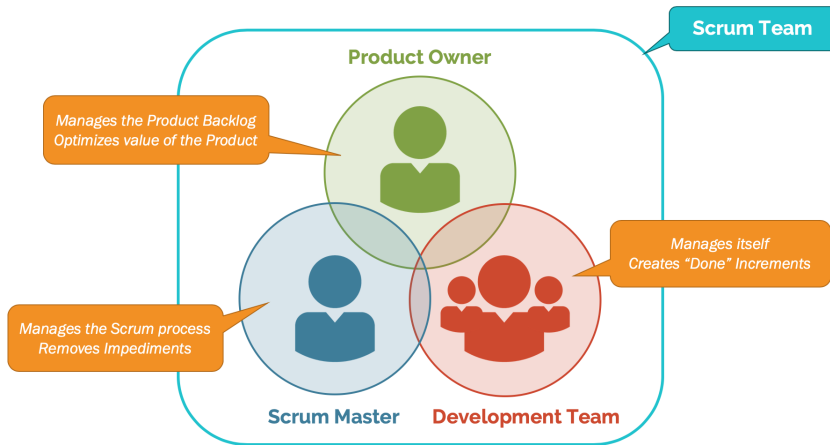 Scrum Team
Product Owner
Manages the Product Backlog
Optimizes value of the Product
Manages itself
Creates “Done” Increments
Manages the Scrum process
Removes Impediments
Scrum Master
Development Team